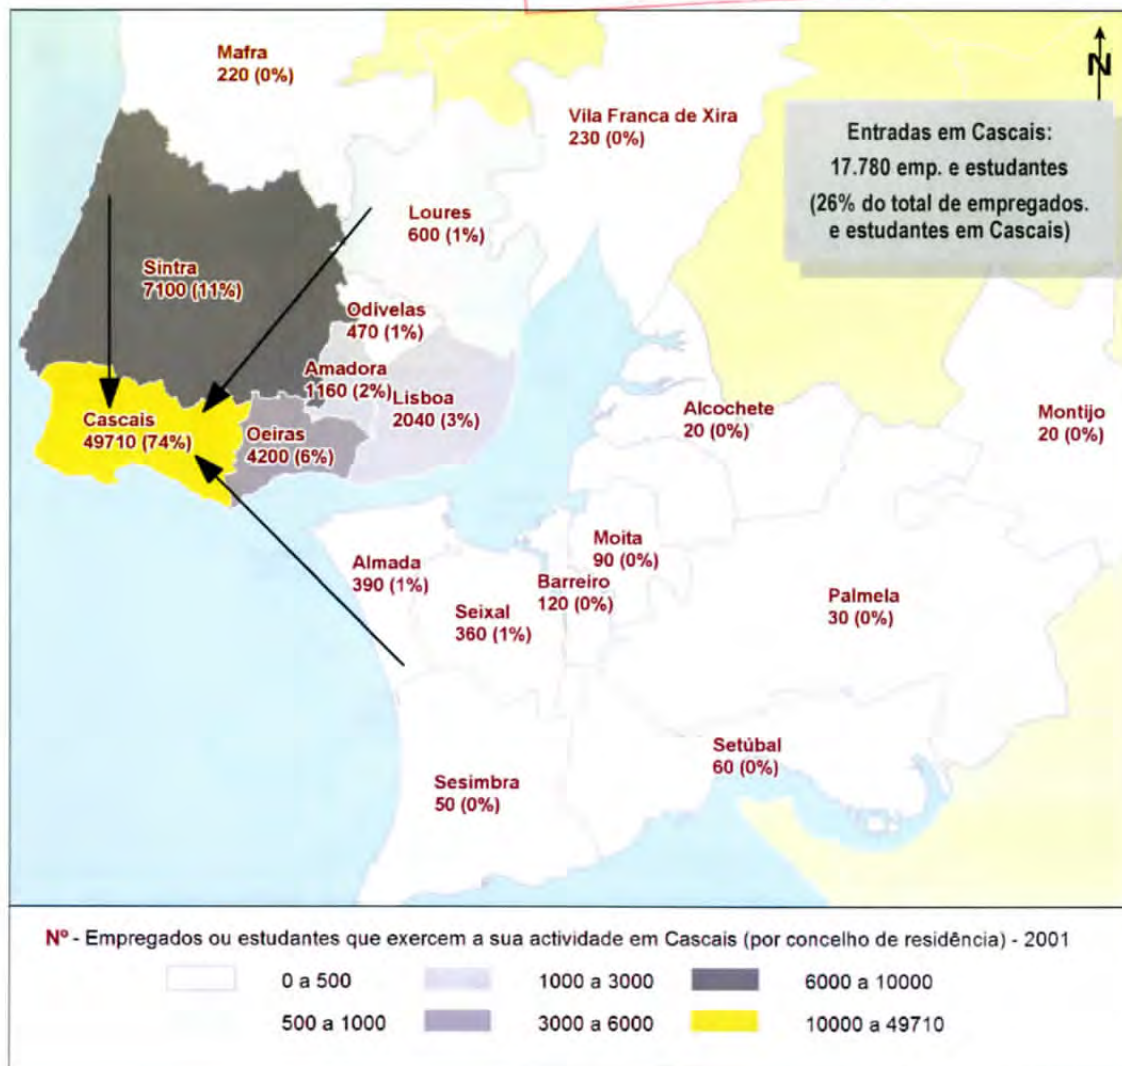 Mafra
220 (0%)
N
Vila Franca de Xira
230 (0%)
Entradas em Cascais:
17.780 emp. e estudantes
(26% do total de empregados.
e estudantes em Cascais)
Loures
600 (1%)
Sintra
7100 (11%)
Odivelas
470 (1%)
Amadora
1160 (2%)
Lisboa
2040 (3%)
Cascais
49710 (74%)
Oeiras
4200 (6%)
Alcochete
20 (0%)
Montijo
20 (0%)
Almada
390 (1%)
Moita
90 (0%)
Barreiro
120 (0%)
Seixal
360 (1%)
Palmela
30 (0%)
Setúbal
60 (0%)
Sesimbra
50 (0%)
Nº - Empregados ou estudantes que exercem a sua actividade em Cascais (por concelho de residência) - 2001
0 a 500
1000 a 3000
6000 a 10000
500 a 1000
3000 a 6000
10000 a 49710